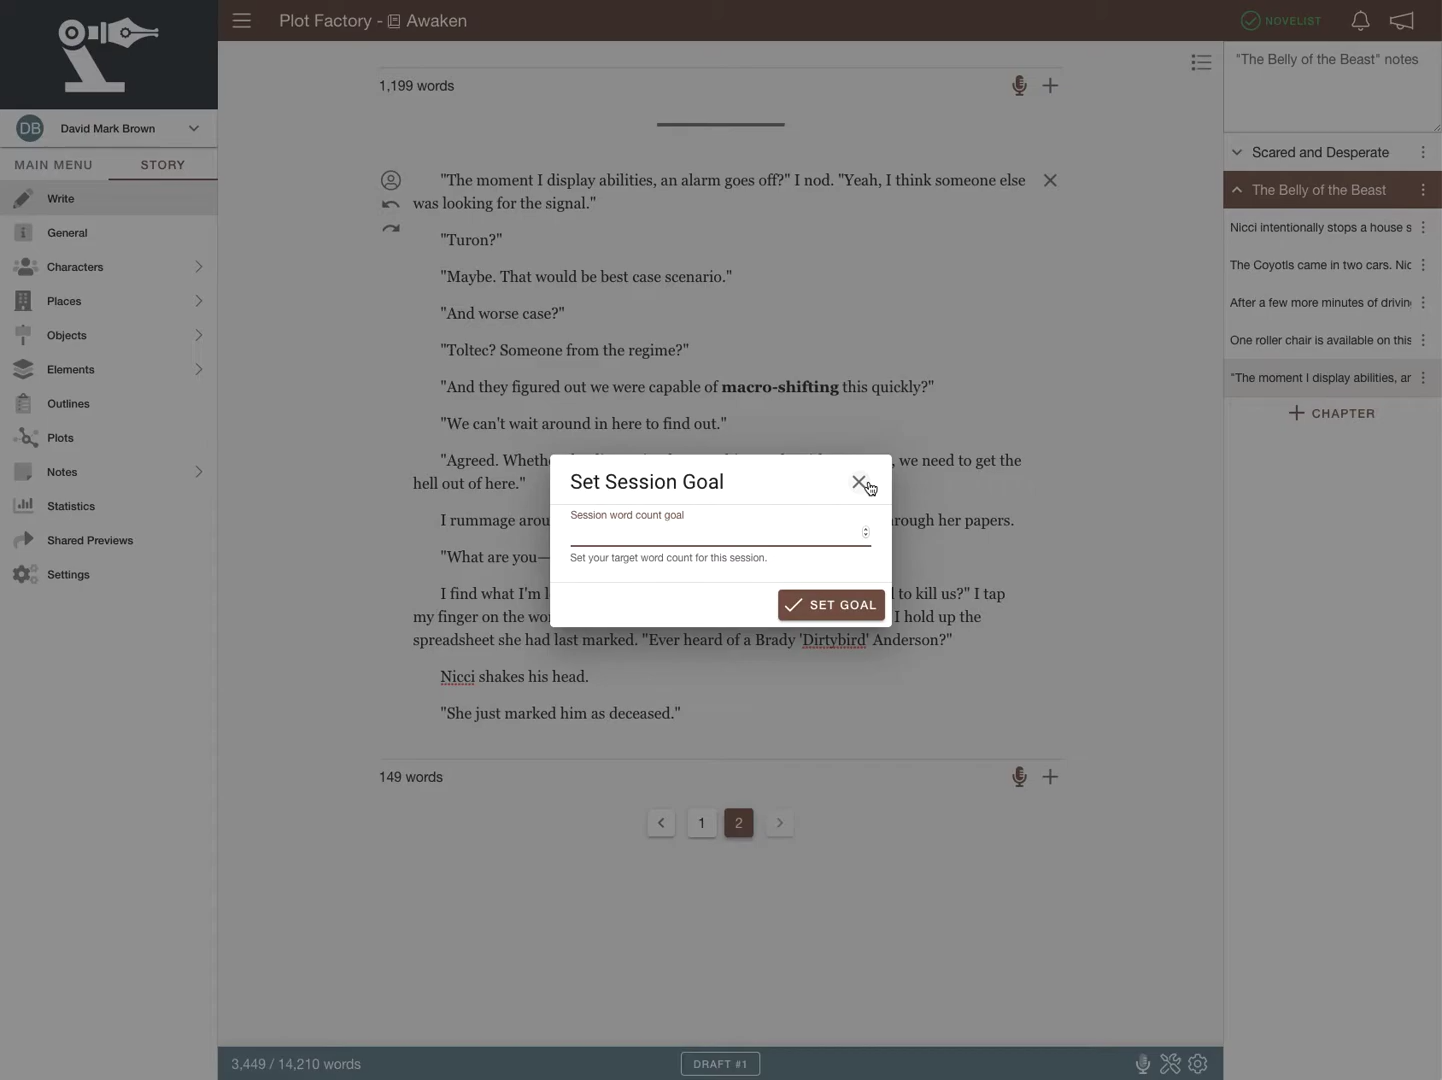 Plot Factory - Awaken
NOVELIST
DB David Mark Brown
MAIN MENU STORY
Write
General
Characters
Places
Objects
Elements
Outlines
Plots
Notes
Statistics
Shared Previews
Settings
1,199 words
"The moment I display abilities, an alarm goes off?" I nod. "Yeah, I think someone else
was looking for the signal."
"Turon?"
"Maybe. That would be best case scenario."
"And worse case?"
"Toltec? Someone from the regime?"
"And they figured out we were capable of macro-shifting this quickly?"
"We can't wait around in here to find out."
"Agreed. , we need to get the
hell out of here."
I rummage her papers.
"What are you—
I find what I'm to kill us?" I tap
my finger on the I hold up the
spreadsheet she had last marked. "Ever heard of a Brady 'Dirtybird' Anderson?"
Nicci shakes his head.
"She just marked him as deceased."
149 words
1 2
Set Session Goal
Session word count goal
Set your target word count for this session.
SET GOAL
3,449 / 14,210 words
DRAFT #1
"The Belly of the Beast" notes
Scared and Desperate
The Belly of the Beast
Nicci intentionally stops a house s
The Coyotls came in two cars. Nic
After a few more minutes of drivin
One roller chair is available on this
"The moment I display abilities, ar
CHAPTER